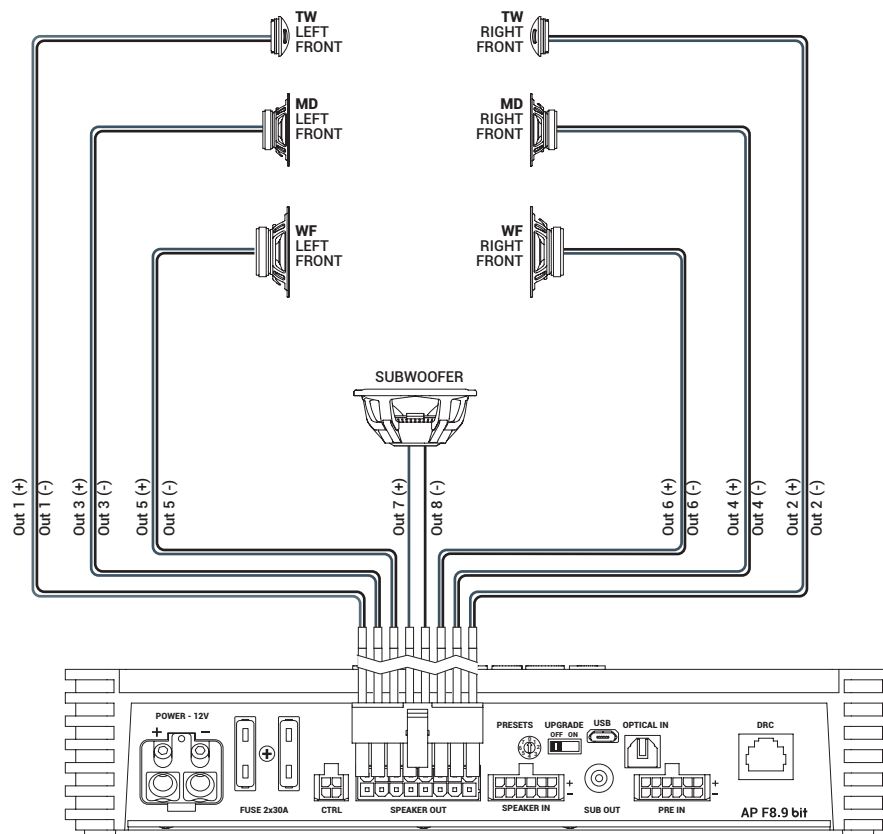 TW
LEFT
FRONT
TW
RIGHT
FRONT
MD
LEFT
FRONT
MD
RIGHT
FRONT
WF
LEFT
FRONT
WF
RIGHT
FRONT
SUBWOOFER
Out 1 (+)
Out 1 (-)
Out 3 (+)
Out 3 (-)
Out 5 (+)
Out 5 (-)
Out 7 (+)
Out 8 (-)
Out 6 (+)
Out 6 (-)
Out 4 (+)
Out 4 (-)
Out 2 (+)
Out 2 (-)
POWER - 12V
+ -
FUSE 2x30A
CTRL
SPEAKER OUT
PRESETS
UPGRADE
OFF ON
USB
OPTICAL IN
DRC
SPEAKER IN
+
-
SUB OUT
PRE IN
+
-
AP F8.9 bit